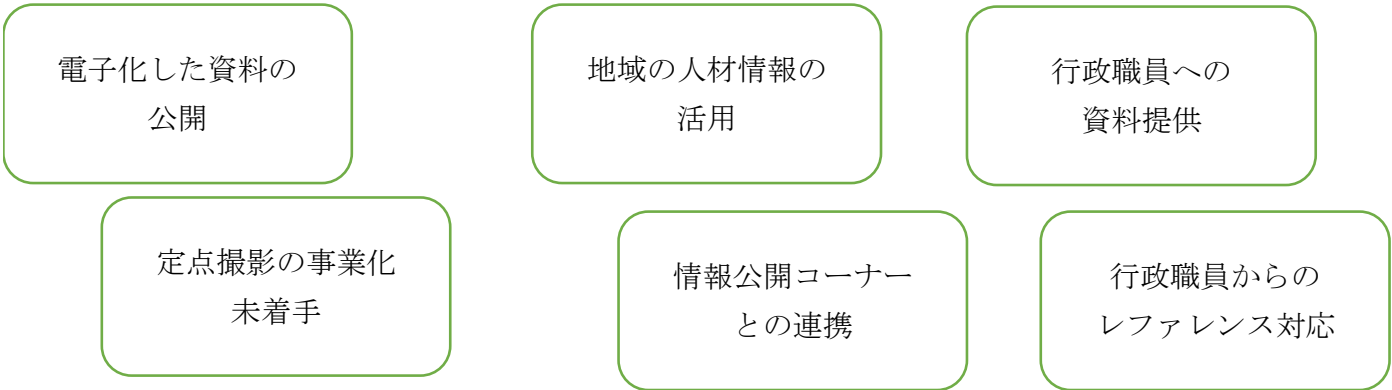 電子化した資料の
公開
地域の人材情報の
活用
行政職員への
資料提供
定点撮影の事業化
未着手
情報公開コーナー
との連携
行政職員からの
レファレンス対応